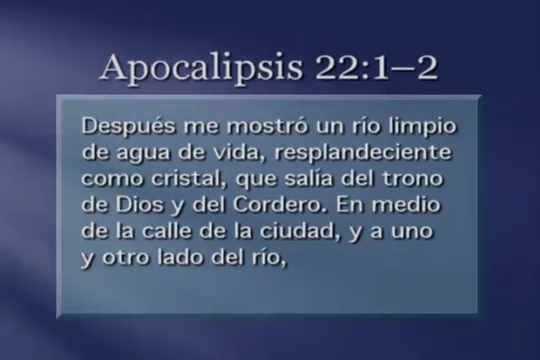 Apocalipsis 22:1–2
Después me mostró un río limpio
de agua de vida, resplandeciente
como cristal, que salía del trono
de Dios y del Cordero. En medio
de la calle de la ciudad, y a uno
y otro lado del río,